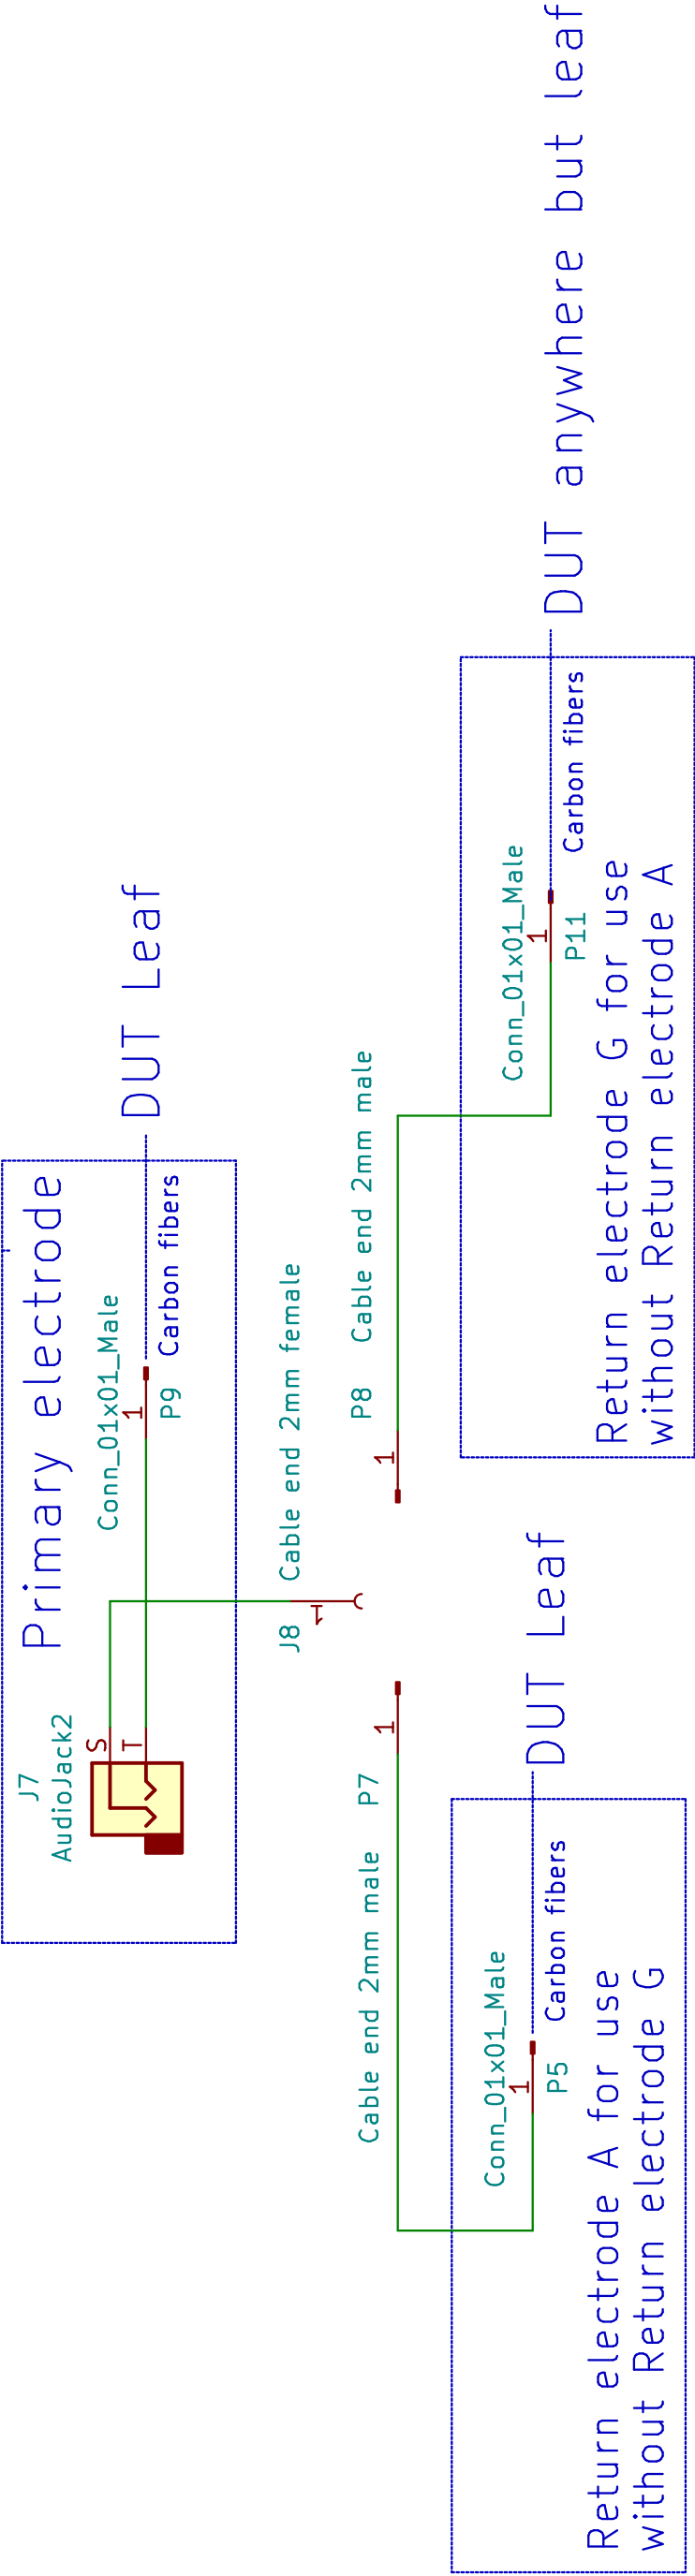 Primary electrode
J7
AudioJack2
S
T
Conn_01x01_Male
1
P9
Carbon fibers
DUT Leaf
J8
Cable end 2mm female
1
Cable end 2mm male
P7
1
P8
Cable end 2mm male
1
Conn_01x01_Male
1
P5
Carbon fibers
DUT Leaf
Return electrode A for use
without Return electrode G
Conn_01x01_Male
1
P11
Carbon fibers
DUT anywhere but leaf
Return electrode G for use
without Return electrode A